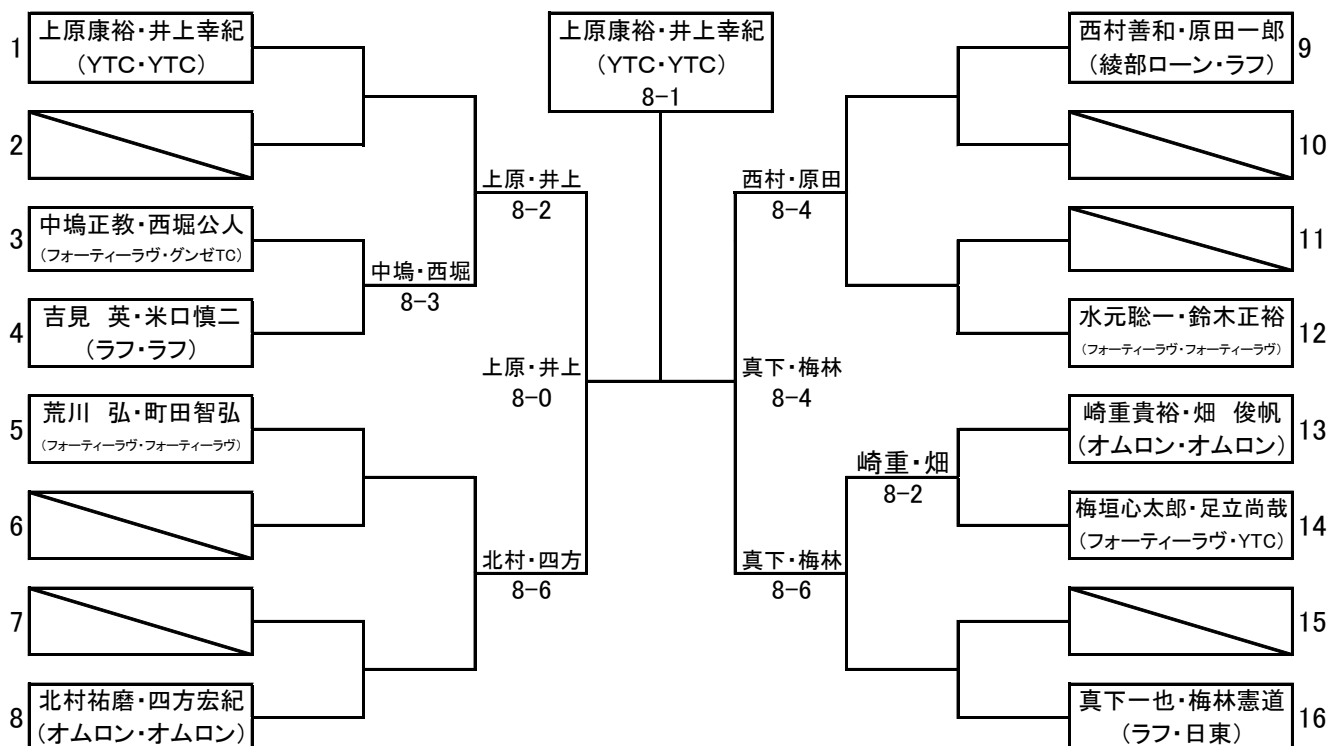 1
上原康裕・井上幸紀
(YTC・YTC)
2
3
中塢正教・西堀公人
(フォーティーラヴ・グンゼTC)
4
吉見　英・米口慎二
(ラフ・ラフ)
5
荒川　弘・町田智弘
(フォーティーラヴ・フォーティーラヴ)
6
7
8
北村祐磨・四方宏紀
(オムロン・オムロン)
中塢・西堀
8-3
上原・井上
8-2
上原・井上
8-0
北村・四方
8-6
上原康裕・井上幸紀
(YTC・YTC)
8-1
西村・原田
8-4
真下・梅林
8-4
真下・梅林
8-6
崎重・畑
8-2
西村善和・原田一郎
(綾部ローン・ラフ)
9
10
11
水元聡一・鈴木正裕
(フォーティーラヴ・フォーティーラヴ)
12
崎重貴裕・畑　俊帆
(オムロン・オムロン)
13
梅垣心太郎・足立尚哉
(フォーティーラヴ・YTC)
14
15
真下一也・梅林憲道
(ラフ・日東)
16